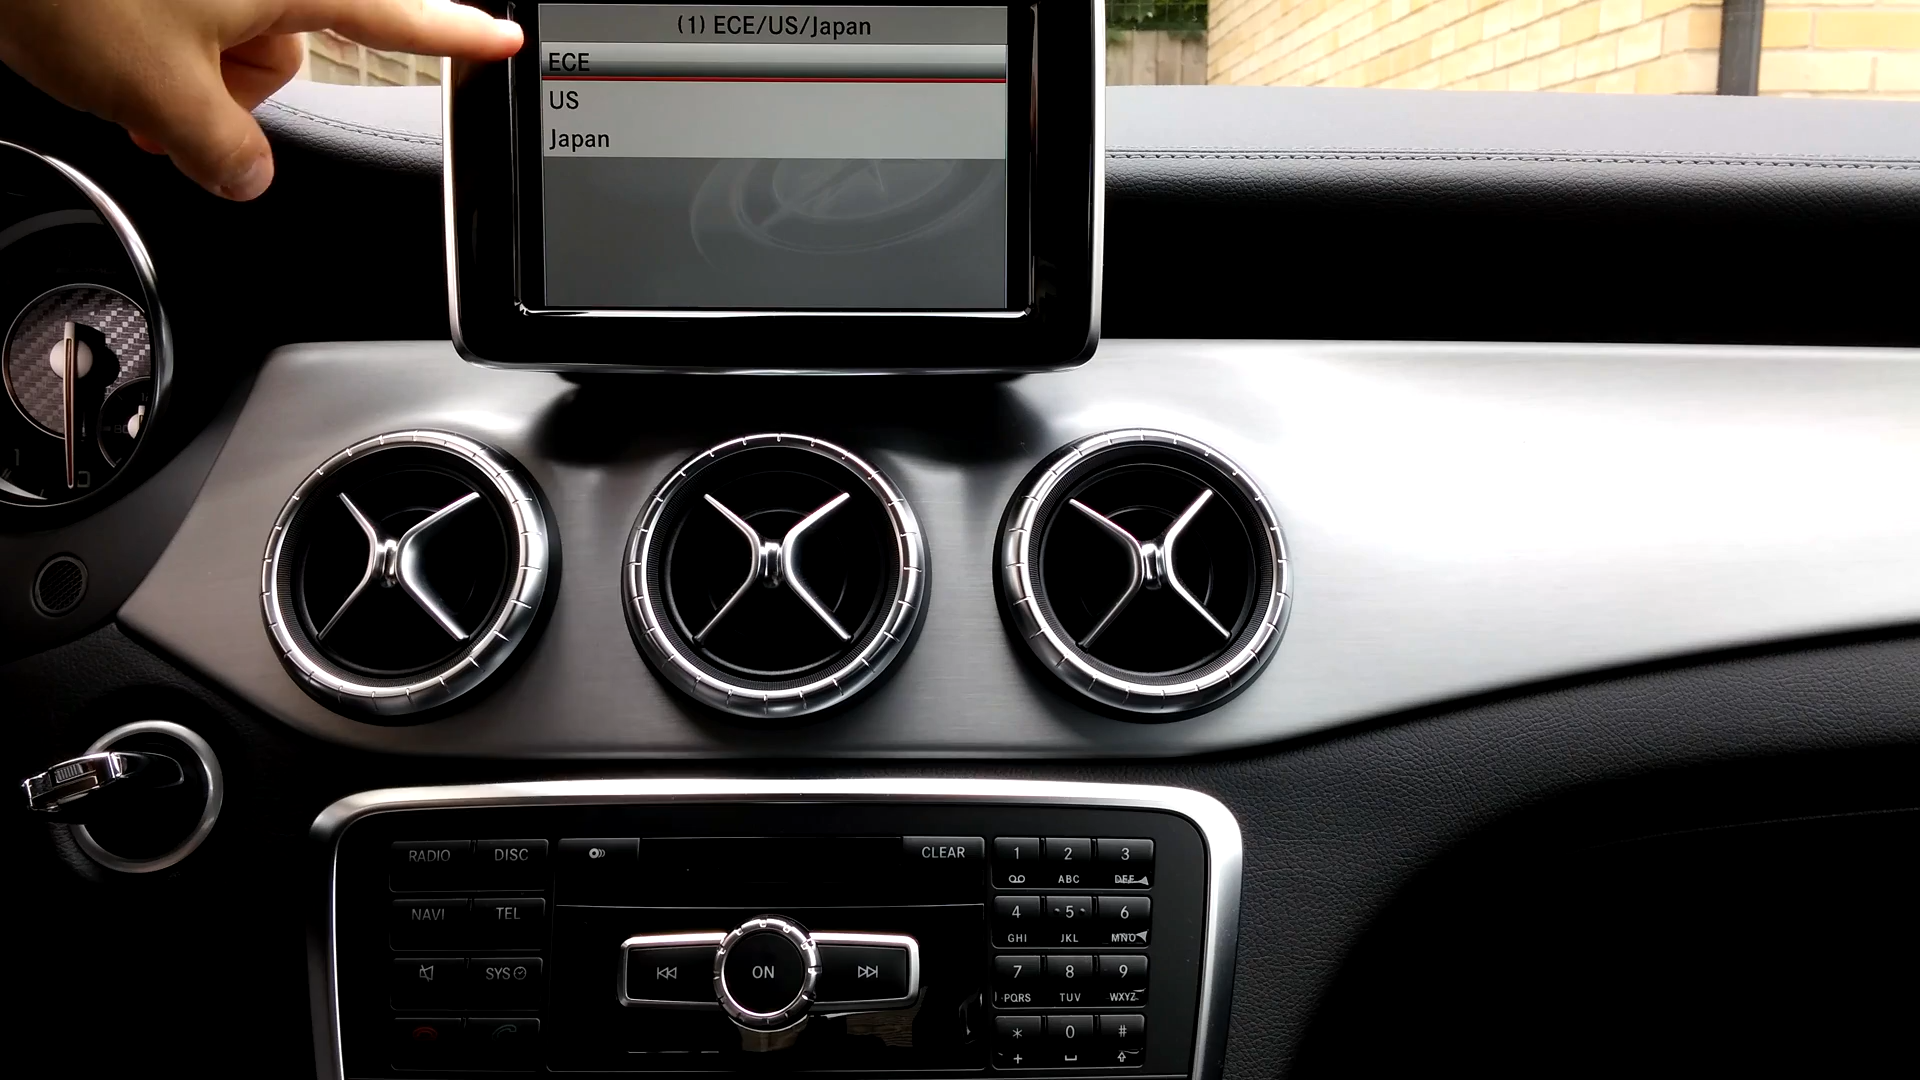 (1) ECE/US/Japan
ECE
US
Japan
RADIO DISC
CLEAR
1 2 3
ABC DEF
NAVI TEL
4 5 6
GHI JKL MNO
SYS
ON
7 8 9
PQRS TUV WXYZ
* 0 #
+